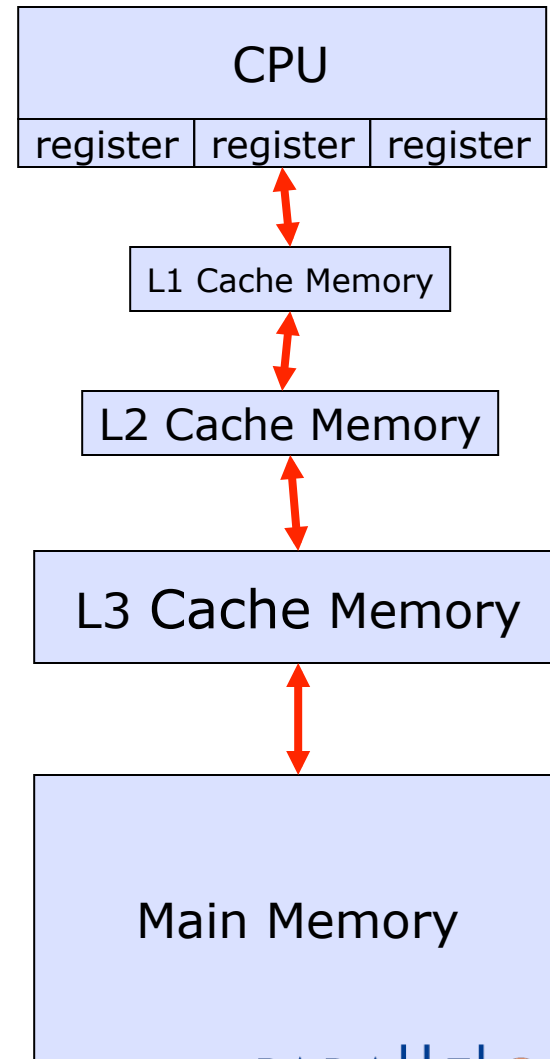 CPU
register register register
L1 Cache Memory
L2 Cache Memory
L3 Cache Memory
Main Memory